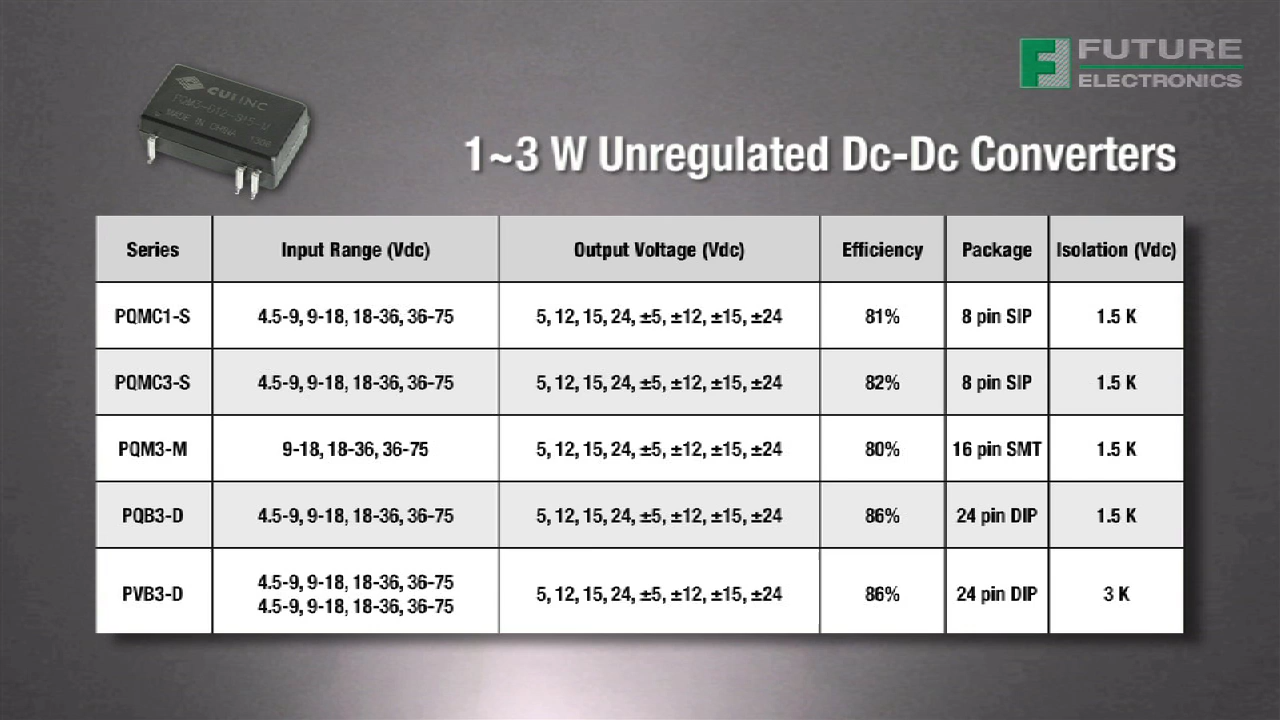 FUTURE
ELECTRONICS
CUI INC
MADE IN CHINA
1~3 W Unregulated Dc-Dc Converters
Series Input Range (Vdc) Output Voltage (Vdc) Efficiency Package Isolation (Vdc)
PQMC1-S 4.5-9, 9-18, 18-36, 36-75 5, 12, 15, 24, ±5, ±12, ±15, ±24 81% 8 pin SIP 1.5 K
PQMC3-S 4.5-9, 9-18, 18-36, 36-75 5, 12, 15, 24, ±5, ±12, ±15, ±24 82% 8 pin SIP 1.5 K
PQM3-M 9-18, 18-36, 36-75 5, 12, 15, 24, ±5, ±12, ±15, ±24 80% 16 pin SMT 1.5 K
PQB3-D 4.5-9, 9-18, 18-36, 36-75 5, 12, 15, 24, ±5, ±12, ±15, ±24 86% 24 pin DIP 1.5 K
PVB3-D 4.5-9, 9-18, 18-36, 36-75
4.5-9, 9-18, 18-36, 36-75 5, 12, 15, 24, ±5, ±12, ±15, ±24 86% 24 pin DIP 3 K